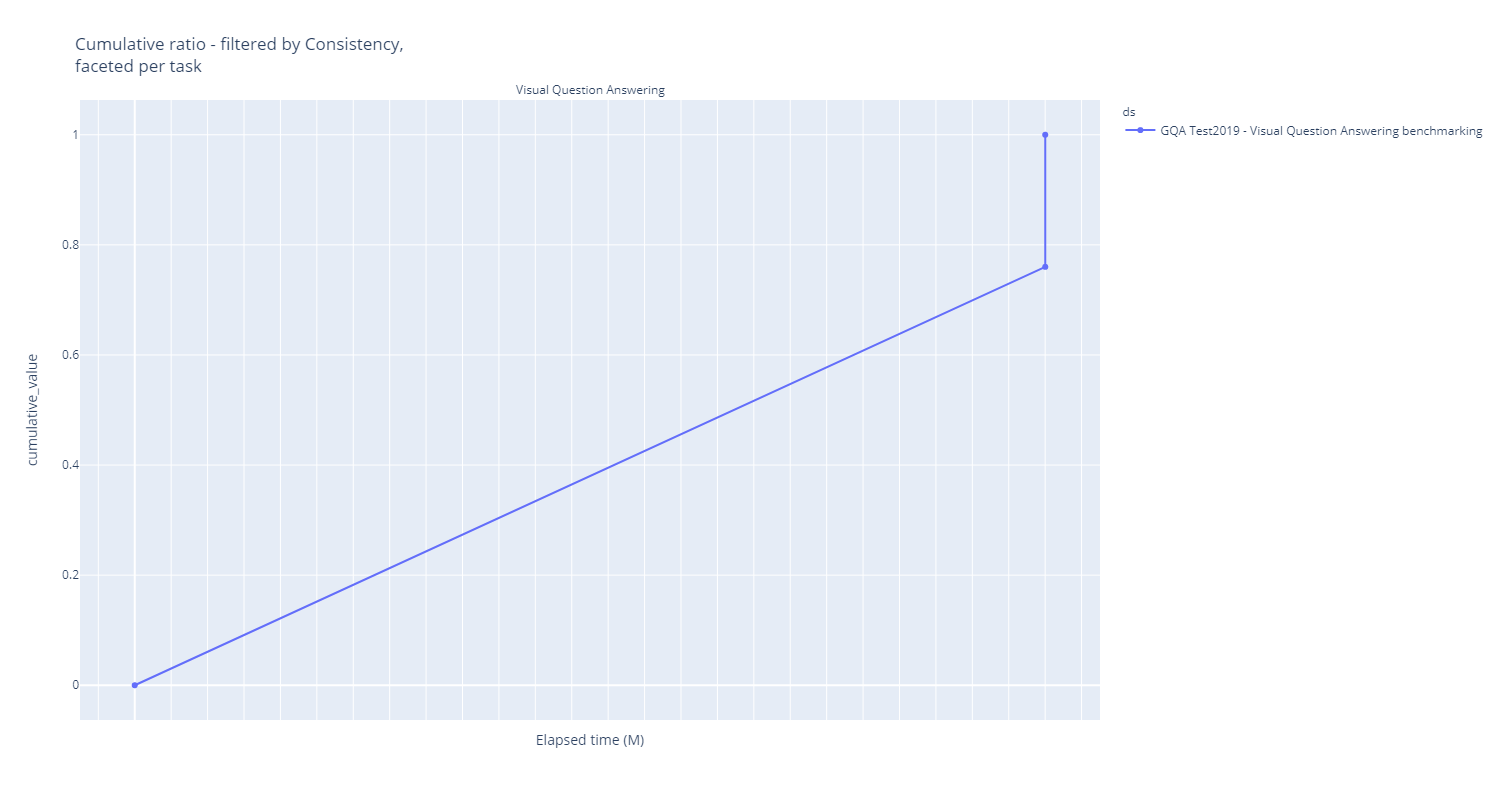 Cumulative ratio - filtered by Consistency,
faceted per task
Visual Question Answering
ds
GQA Test2019 - Visual Question Answering benchmarking
1
0.8
0.6
0.4
0.2
0
cumulative_value
Elapsed time (M)